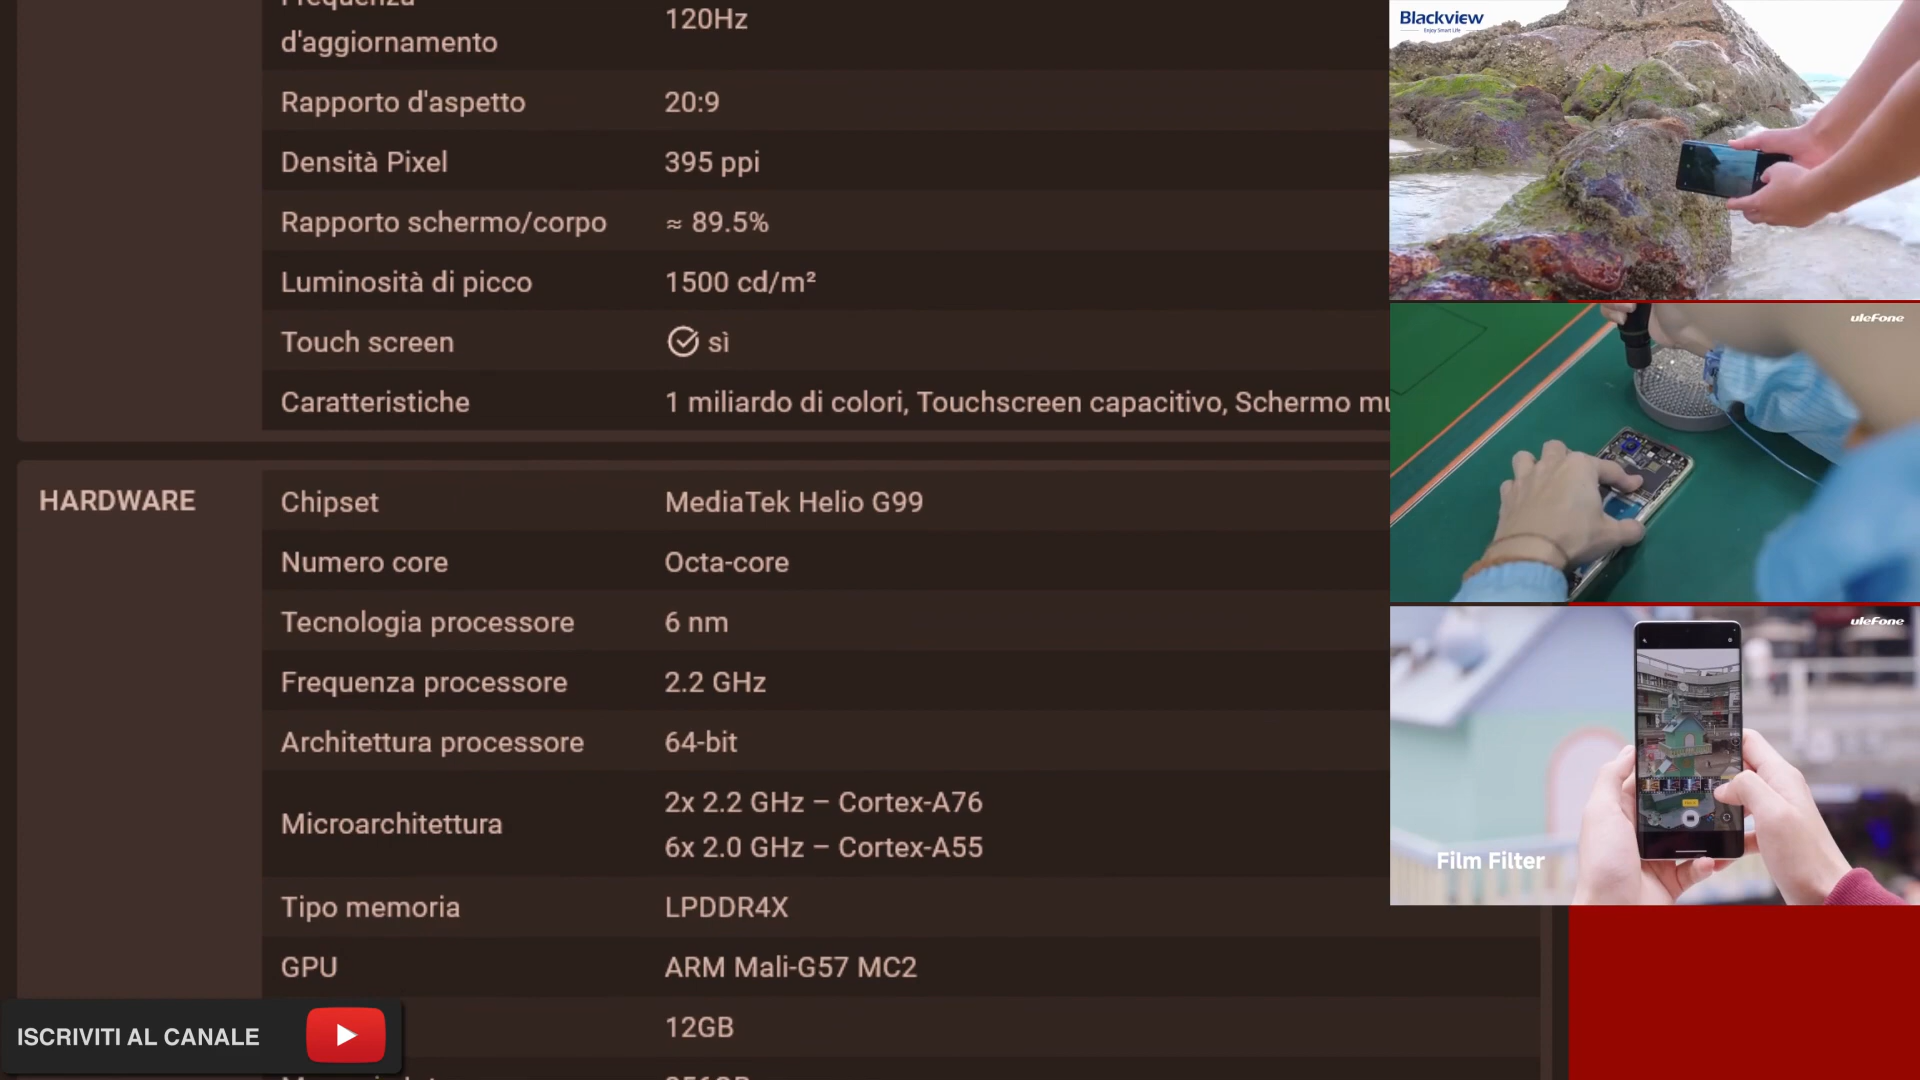 d'aggiornamento
120Hz
Rapporto d'aspetto
20:9
Densità Pixel
395 ppi
Rapporto schermo/corpo
≈ 89.5%
Luminosità di picco
1500 cd/m²
Touch screen
sì
Caratteristiche
1 miliardo di colori, Touchscreen capacitivo, Schermo
HARDWARE
Chipset
MediaTek Helio G99
Numero core
Octa-core
Tecnologia processore
6 nm
Frequenza processore
2.2 GHz
Architettura processore
64-bit
Microarchitettura
2x 2.2 GHz – Cortex-A76
6x 2.0 GHz – Cortex-A55
Tipo memoria
LPDDR4X
GPU
ARM Mali-G57 MC2
12GB
ISCRIVITI AL CANALE
Blackview
Enjoy Smart Life
uleFone
uleFone
Film Filter